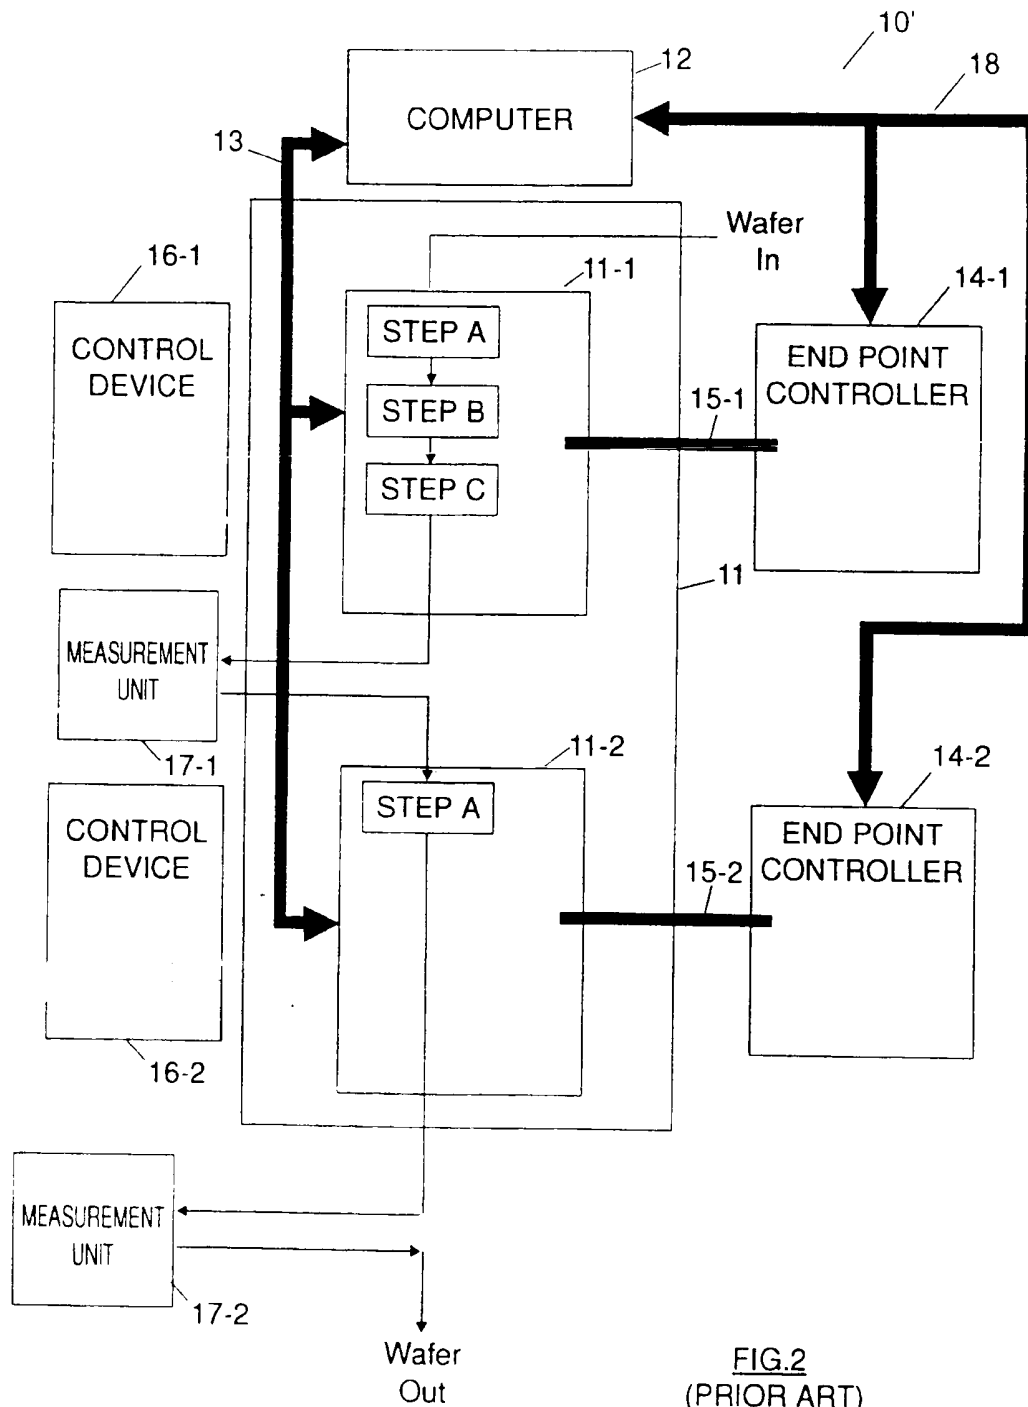 10'
12
18
COMPUTER
13
Wafer
In
16-1
11-1
14-1
CONTROL
DEVICE
STEP A
END POINT
CONTROLLER
STEP B
15-1
STEP C
11
MEASUREMENT
UNIT
17-1
11-2
14-2
CONTROL
DEVICE
STEP A
END POINT
CONTROLLER
15-2
16-2
MEASUREMENT
UNIT
17-2
Wafer
Out
FIG.2
(PRIOR ART)